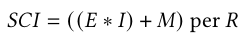 SCI = ((E * I) + M) per R